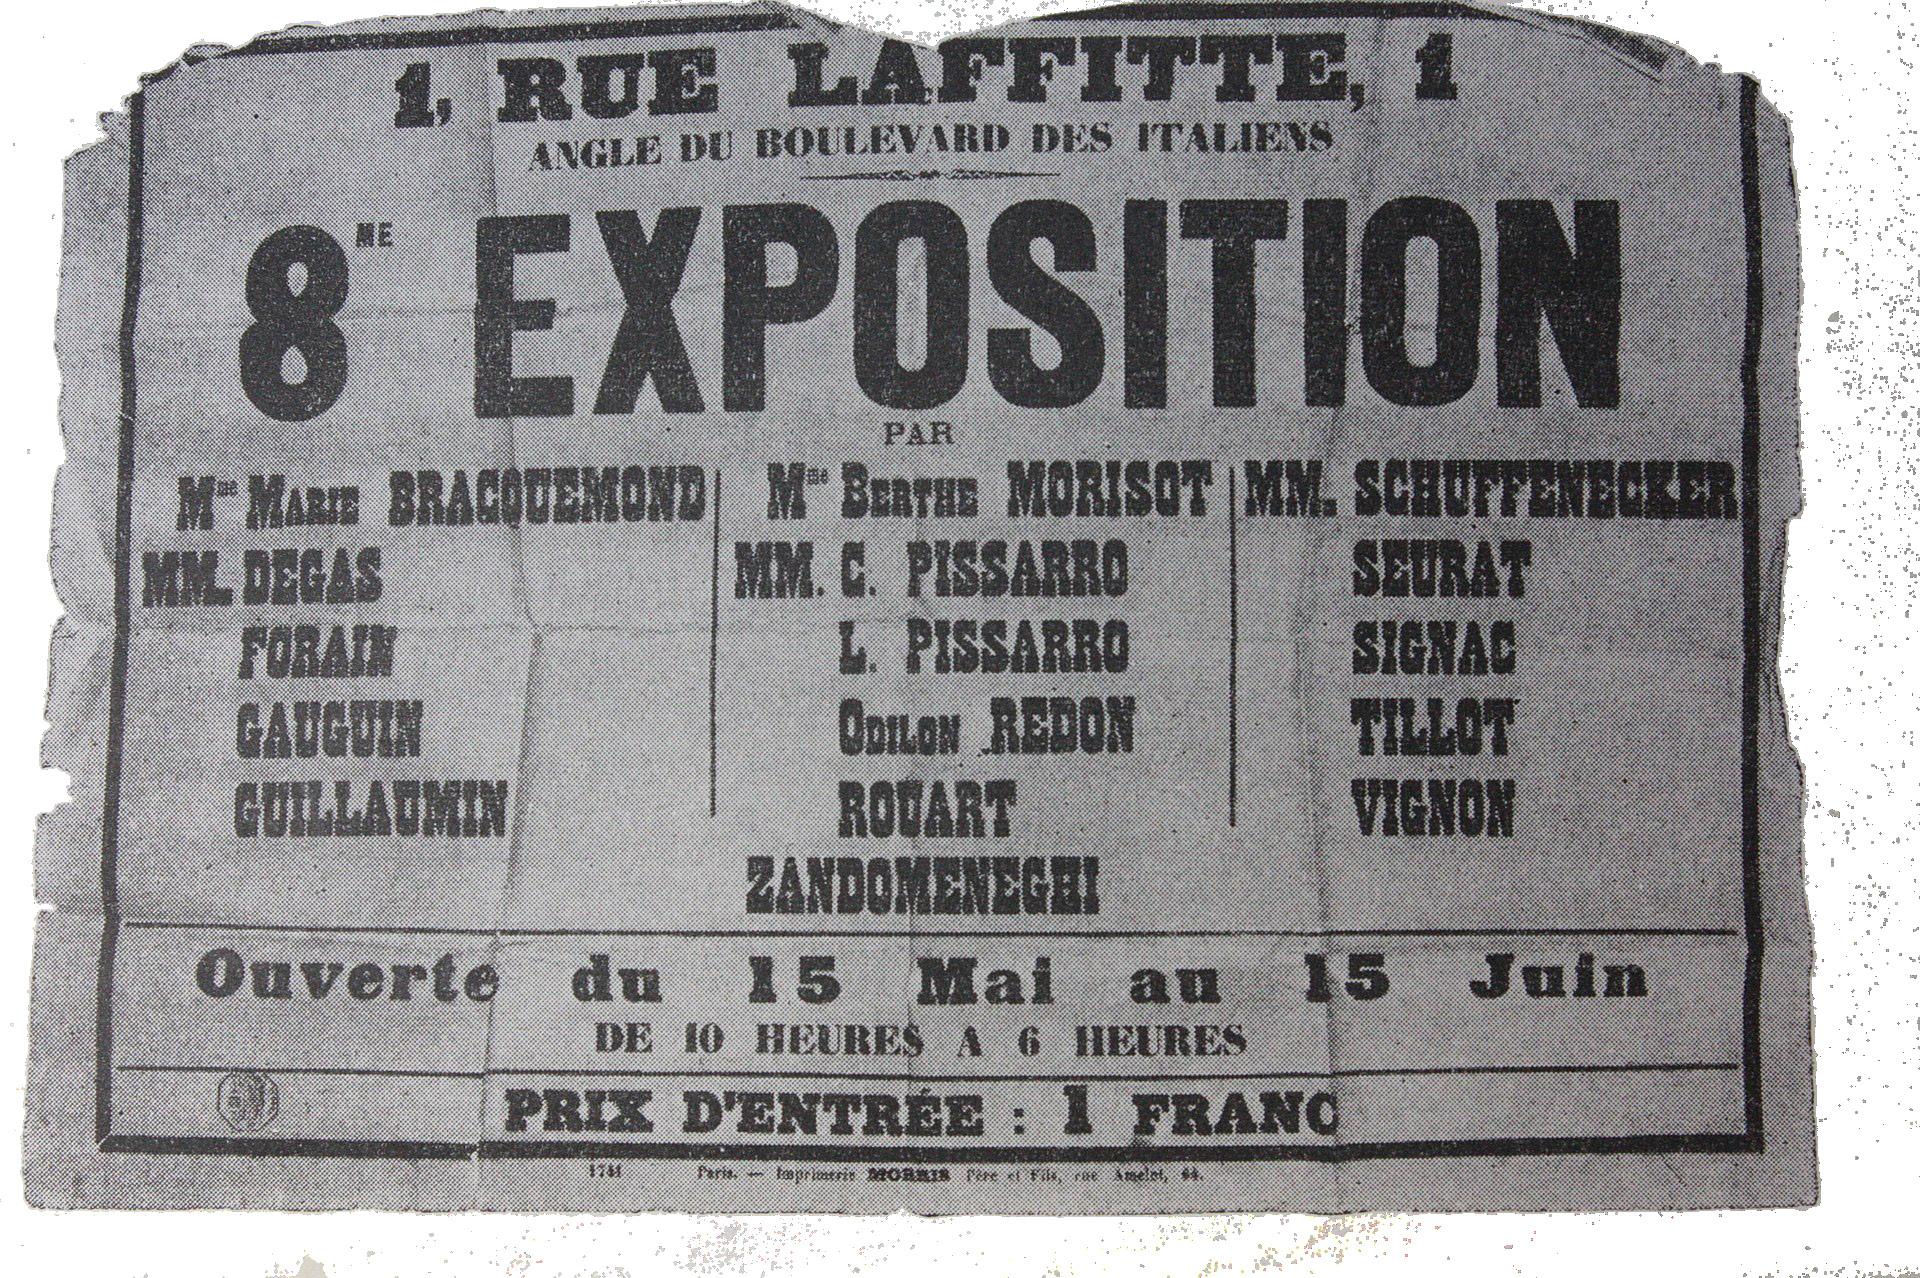 1, RUE LAFFITTE, 1
ANGLE DU BOULEVARD DES ITALIENS
8ME EXPOSITION
PAR
Mme MARIE BRACQUEMOND
MM. DEGAS
FORAIN
GAUGUIN
GUILLAUMIN
Mme BERTHE MORISOT
MM. C. PISSARRO
L. PISSARRO
ODILON REDON
ROUART
ZANDOMENEGHI
MM. SCHUFFENECKER
SEURAT
SIGNAC
TILLOT
VIGNON
Ouverte du 15 Mai au 15 Juin
DE 10 HEURES A 6 HEURES
PRIX D'ENTRÉE : 1 FRANC
Paris. — Imprimerie MORRIS Père et Fils, rue Amelot, 64.